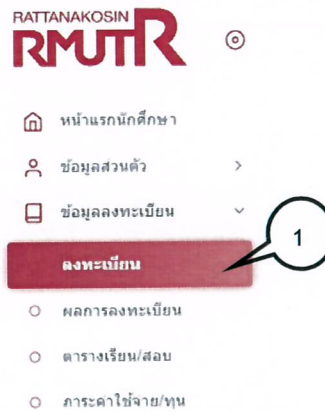 RATTANAKOSIN
RMUTR
หน้าแรกนักศึกษา
ข้อมูลส่วนตัว
ข้อมูลลงทะเบียน
ลงทะเบียน
1
ผลการลงทะเบียน
ตารางเรียน/สอบ
ภาระค่าใช้จ่าย/ทุน